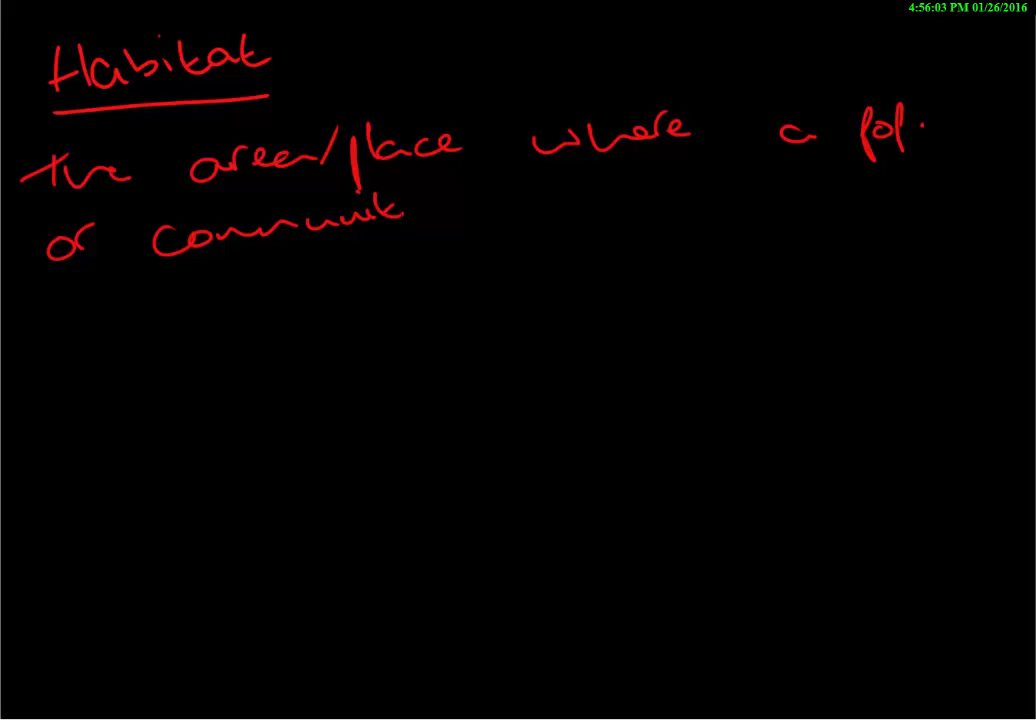 4:56:03 PM 01/26/2016
Habitat
the area/place where a pop.
or communit